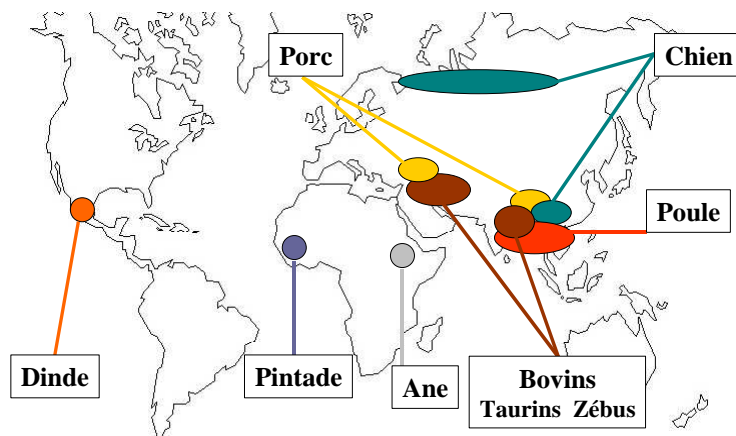 Porc
Chien
Poule
Dinde
Pintade
Ane
Bovins
Taurins Zébus